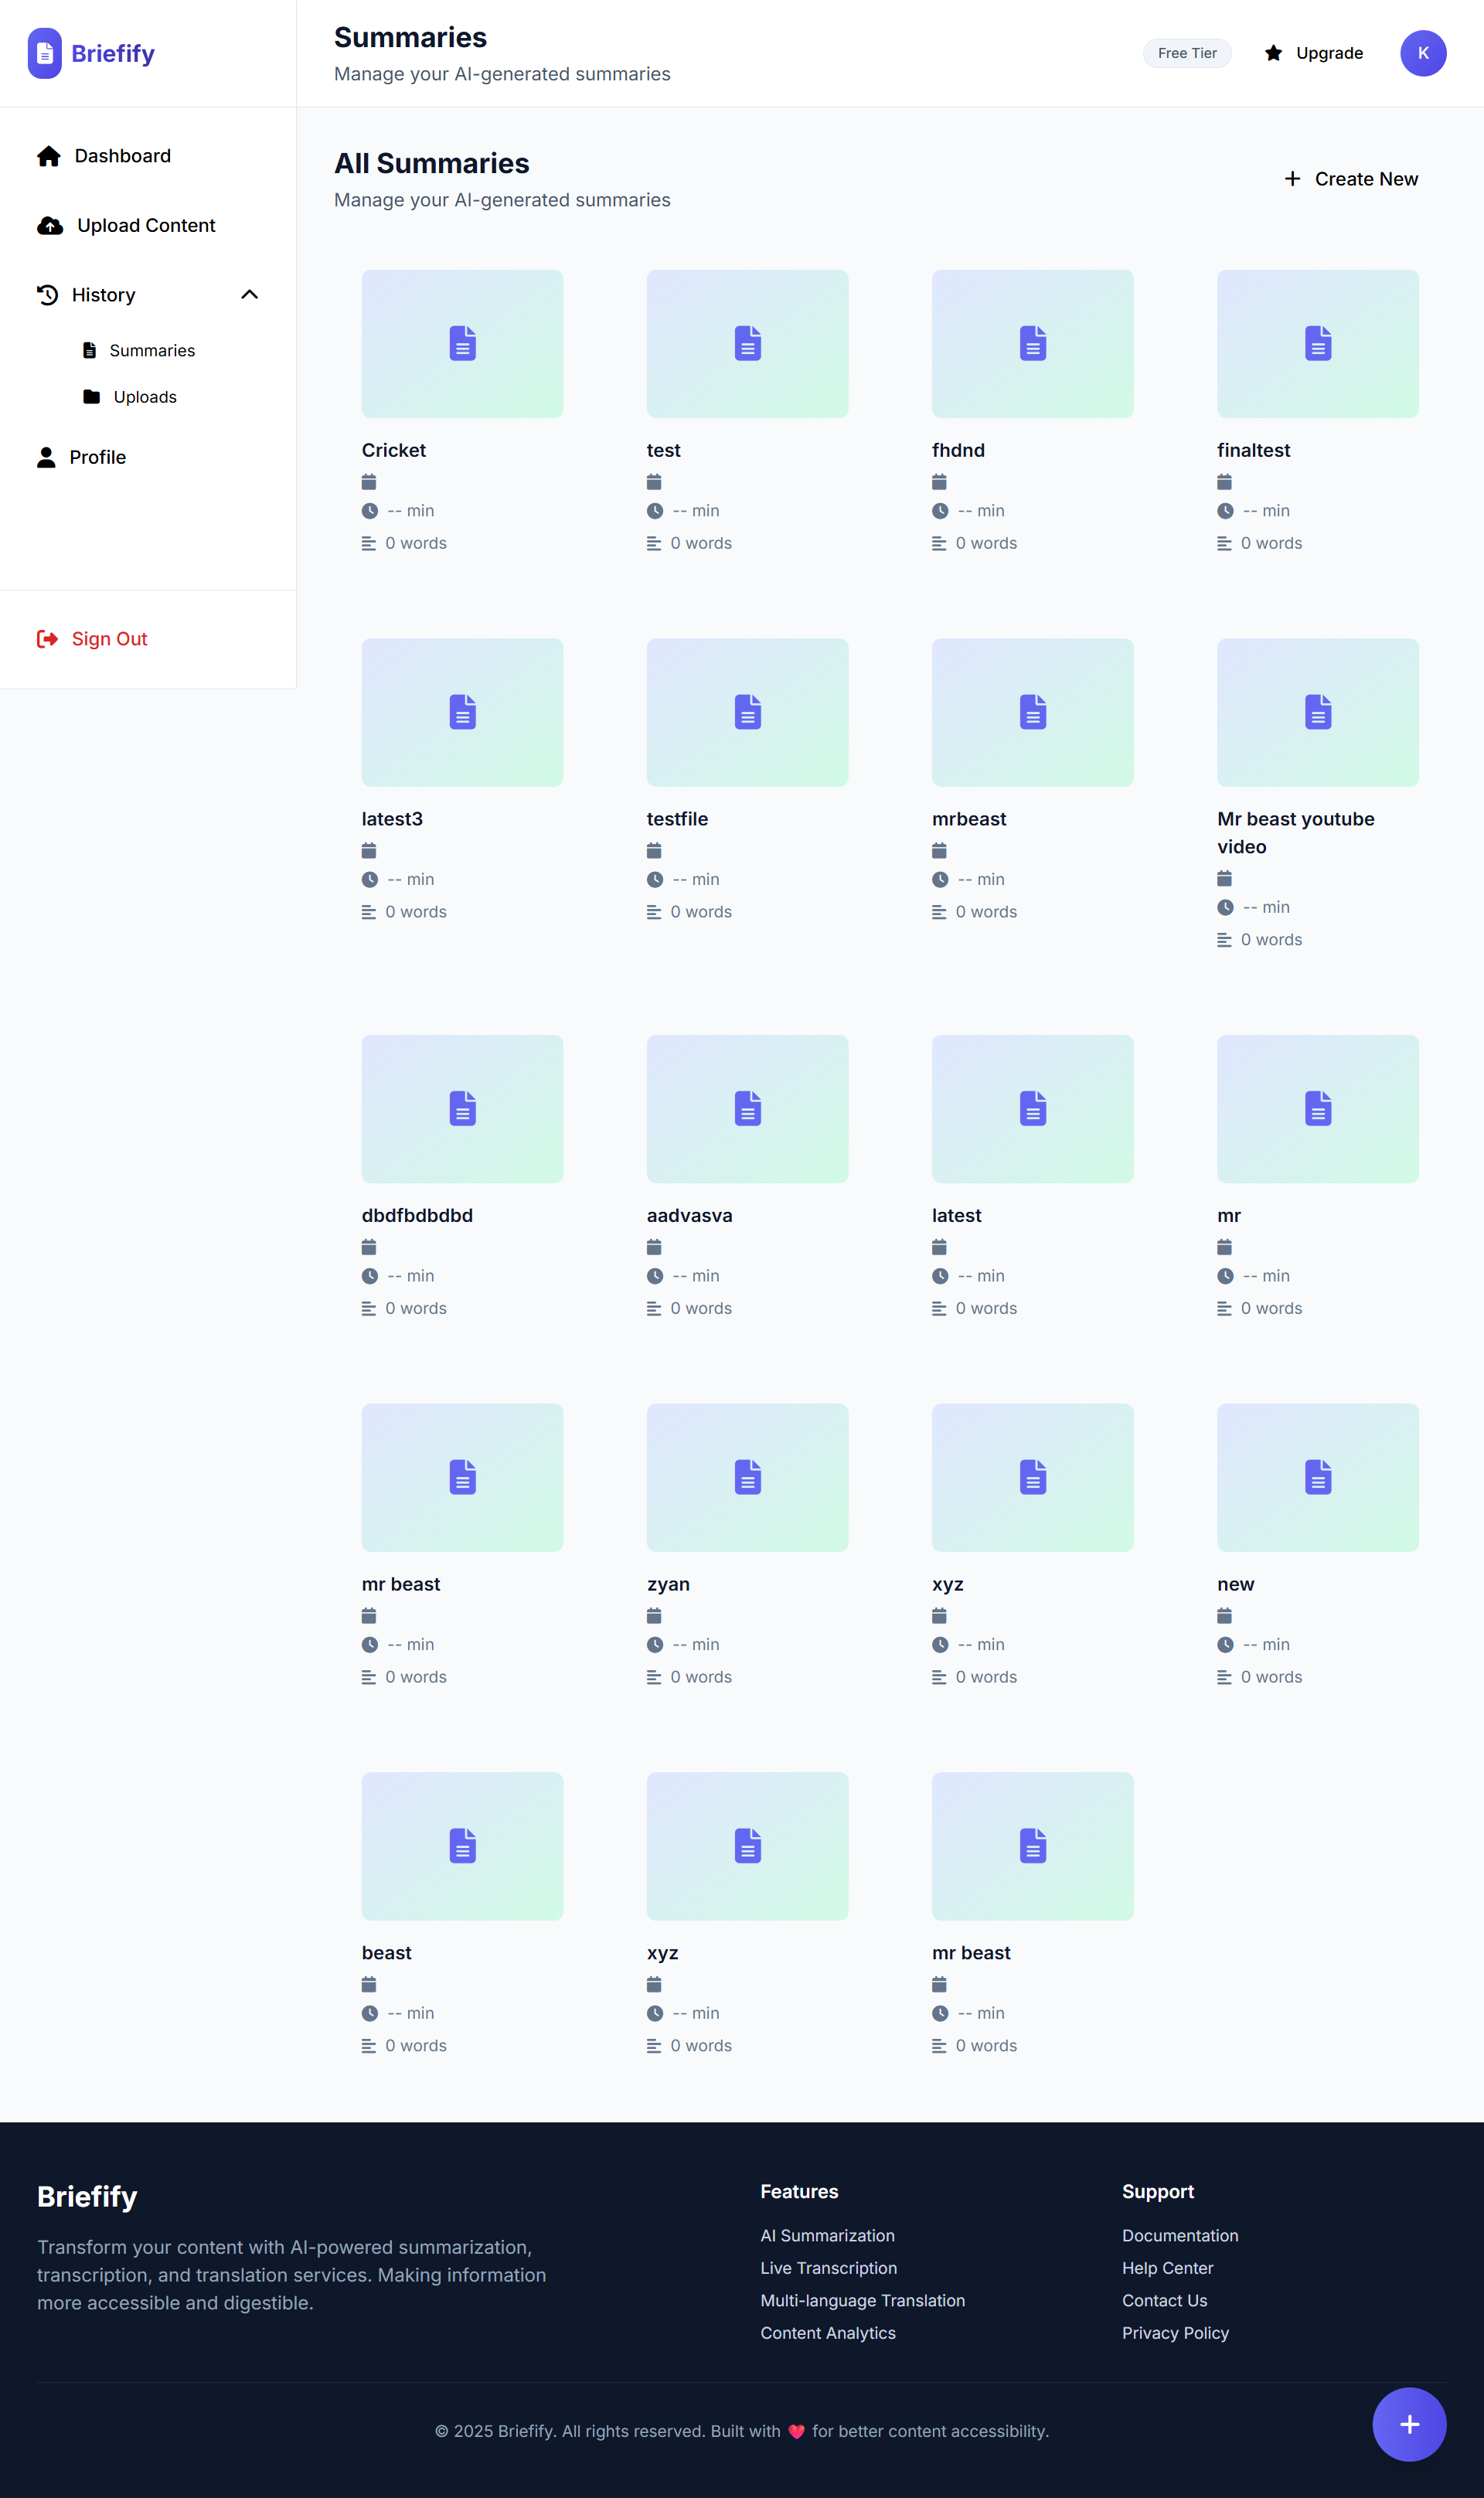 Briefify
Summaries
Manage your AI-generated summaries
Free Tier
Upgrade
K
Dashboard
Upload Content
History
Summaries
Uploads
Profile
Sign Out
All Summaries
Manage your AI-generated summaries
Create New
Cricket
-- min
0 words
test
-- min
0 words
fhdnd
-- min
0 words
finaltest
-- min
0 words
latest3
-- min
0 words
testfile
-- min
0 words
mrbeast
-- min
0 words
Mr beast youtube
video
-- min
0 words
dbdfbdbdbd
-- min
0 words
aadvasva
-- min
0 words
latest
-- min
0 words
mr
-- min
0 words
mr beast
-- min
0 words
zyan
-- min
0 words
xyz
-- min
0 words
new
-- min
0 words
beast
-- min
0 words
xyz
-- min
0 words
mr beast
-- min
0 words
Briefify
Transform your content with AI-powered summarization,
transcription, and translation services. Making information
more accessible and digestible.
Features
AI Summarization
Live Transcription
Multi-language Translation
Content Analytics
Support
Documentation
Help Center
Contact Us
Privacy Policy
© 2025 Briefify. All rights reserved. Built with ❤️ for better content accessibility.